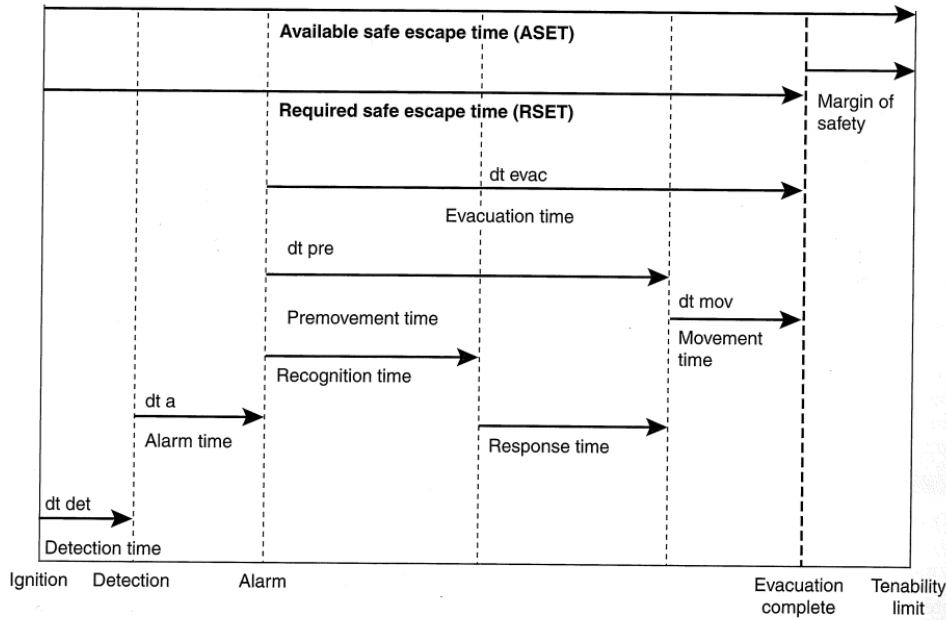 Available safe escape time (ASET)
Required safe escape time (RSET)
Margin of
safety
dt evac
Evacuation time
dt pre
Premovement time
dt mov
Movement
time
Recognition time
dt a
Alarm time
Response time
dt det
Detection time
Ignition
Detection
Alarm
Evacuation
complete
Tenability
limit